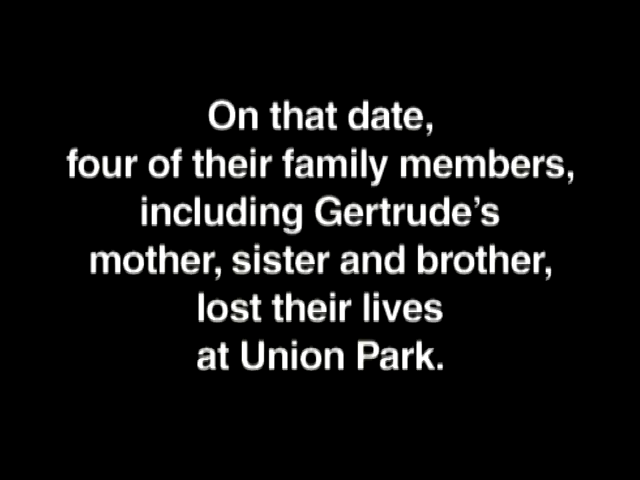 On that date,
four of their family members,
including Gertrude’s
mother, sister and brother,
lost their lives
at Union Park.